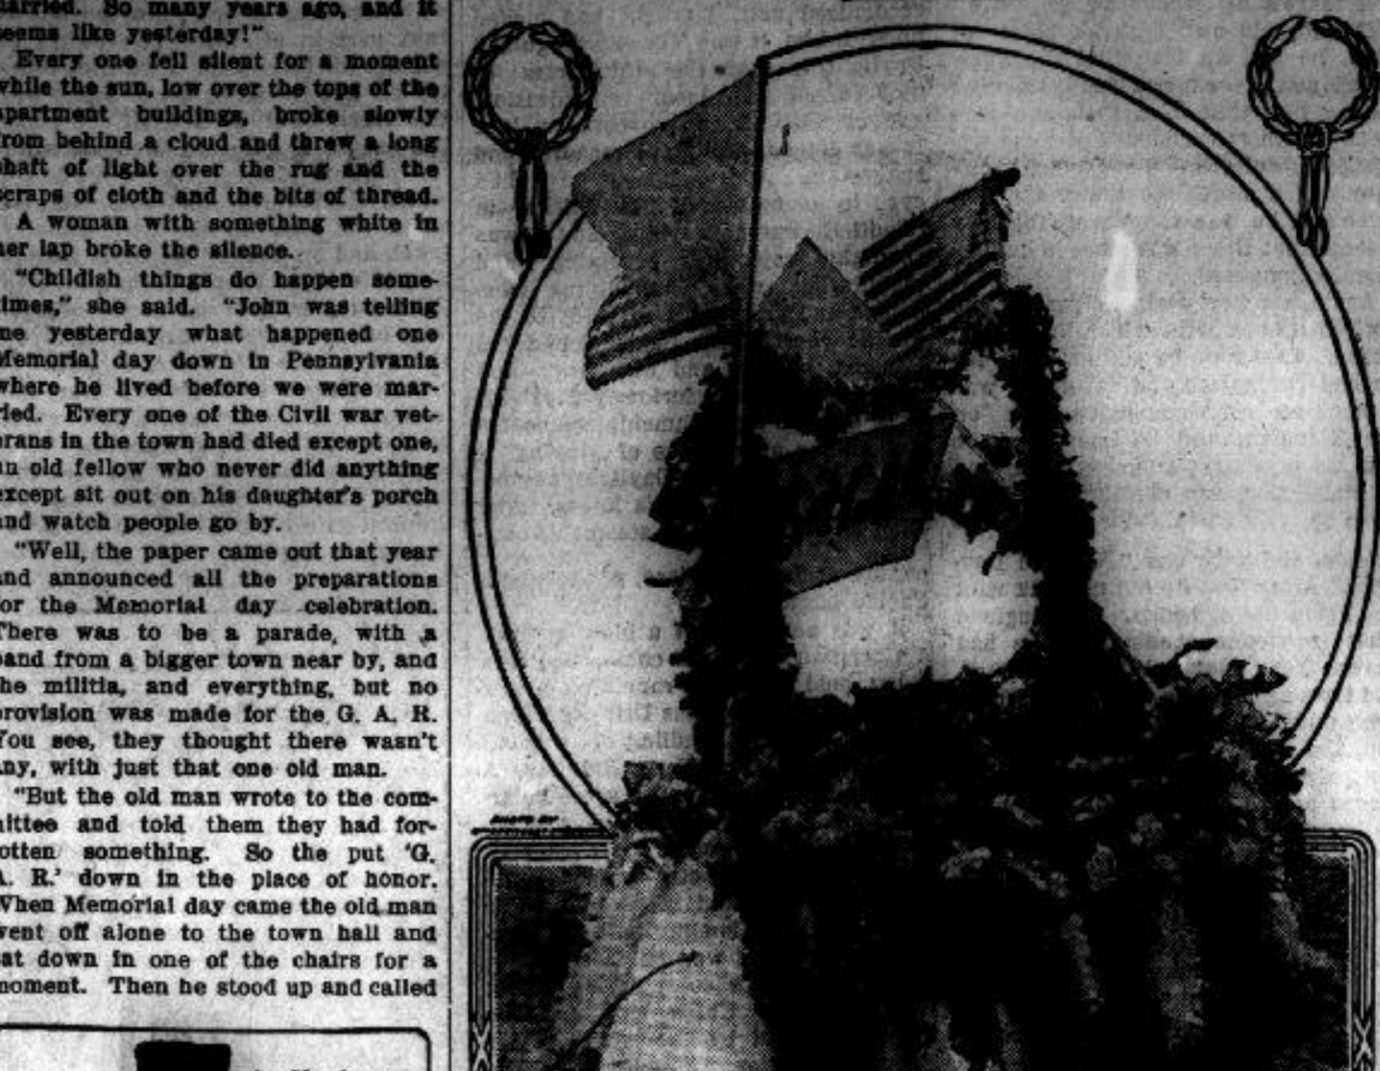 married. So many years ago, and it
seems like yesterday!"
Every one fell silent for a moment
while the sun, low over the tops of the
apartment buildings, broke slowly
from behind a cloud and threw a long
shaft of light over the rug and the
scraps of cloth and the bits of thread.
A woman with something white in
her lap broke the silence.
"Childish things do happen some-
times," she said. "John was telling
me yesterday what happened one
Memorial day down in Pennsylvania
where he lived before we were mar-
ried. Every one of the Civil war vet-
erans in the town had died except one,
an old fellow who never did anything
except sit out on his daughter's porch
and watch people go by.
"Well, the paper came out that year
and announced all the preparations
for the Memorial day celebration.
There was to be a parade, with a
band from a bigger town near by, and
the militia, and everything, but no
provision was made for the G. A. R.
You see, they thought there wasn't
any, with just that one old man.
"But the old man wrote to the com-
mittee and told them they had for-
gotten something. So the put 'G.
A. R.' down in the place of honor.
When Memorial day came the old man
went off alone to the town hall and
sat down in one of the chairs for a
moment. Then he stood up and called
PHOTO BY